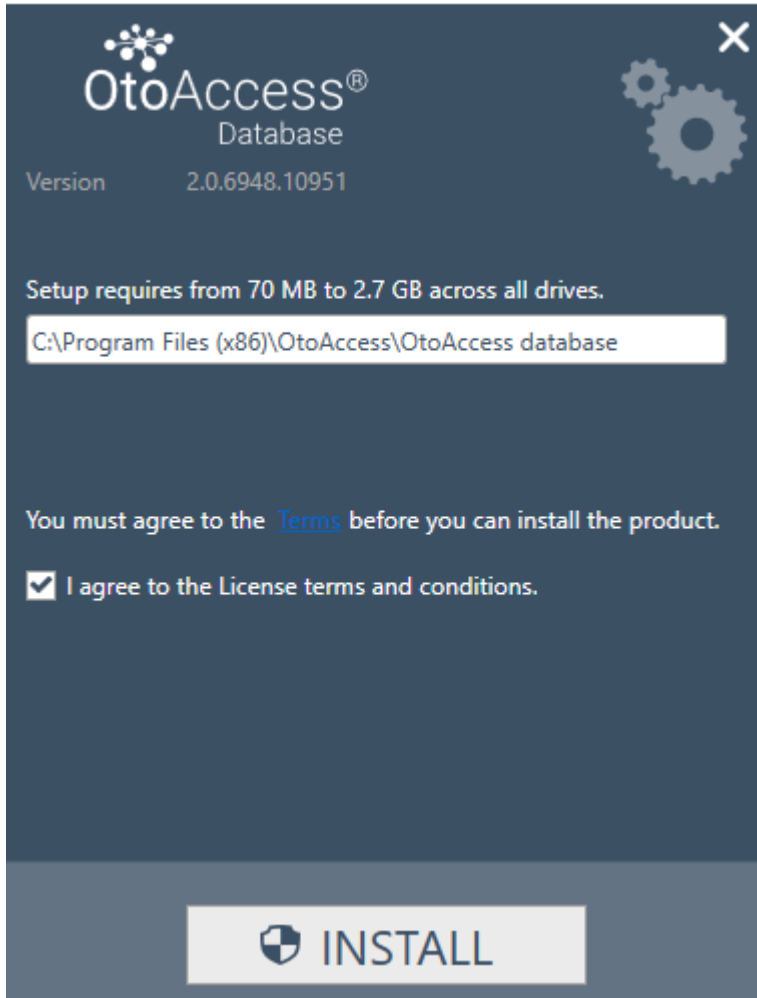 OtoAccess®
Database
Version 2.0.6948.10951
Setup requires from 70 MB to 2.7 GB across all drives.
C:\Program Files (x86)\OtoAccess\OtoAccess database
You must agree to the Terms before you can install the product.
I agree to the License terms and conditions.
INSTALL